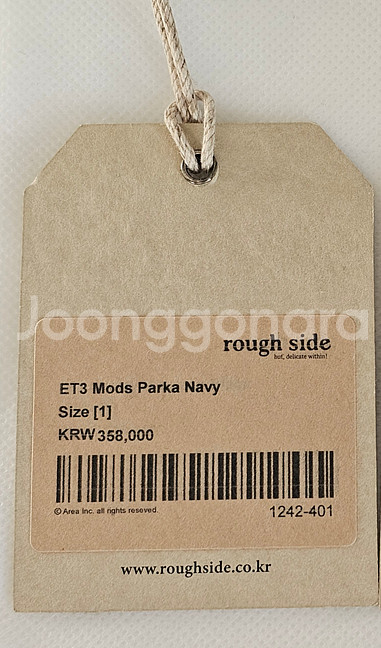 Joonggonara
rough side
but, delicate within!
ET3 Mods Parka Navy
Size [1]
KRW 358,000
© Area Inc. all rights reseved.
1242-401
www.roughside.co.kr